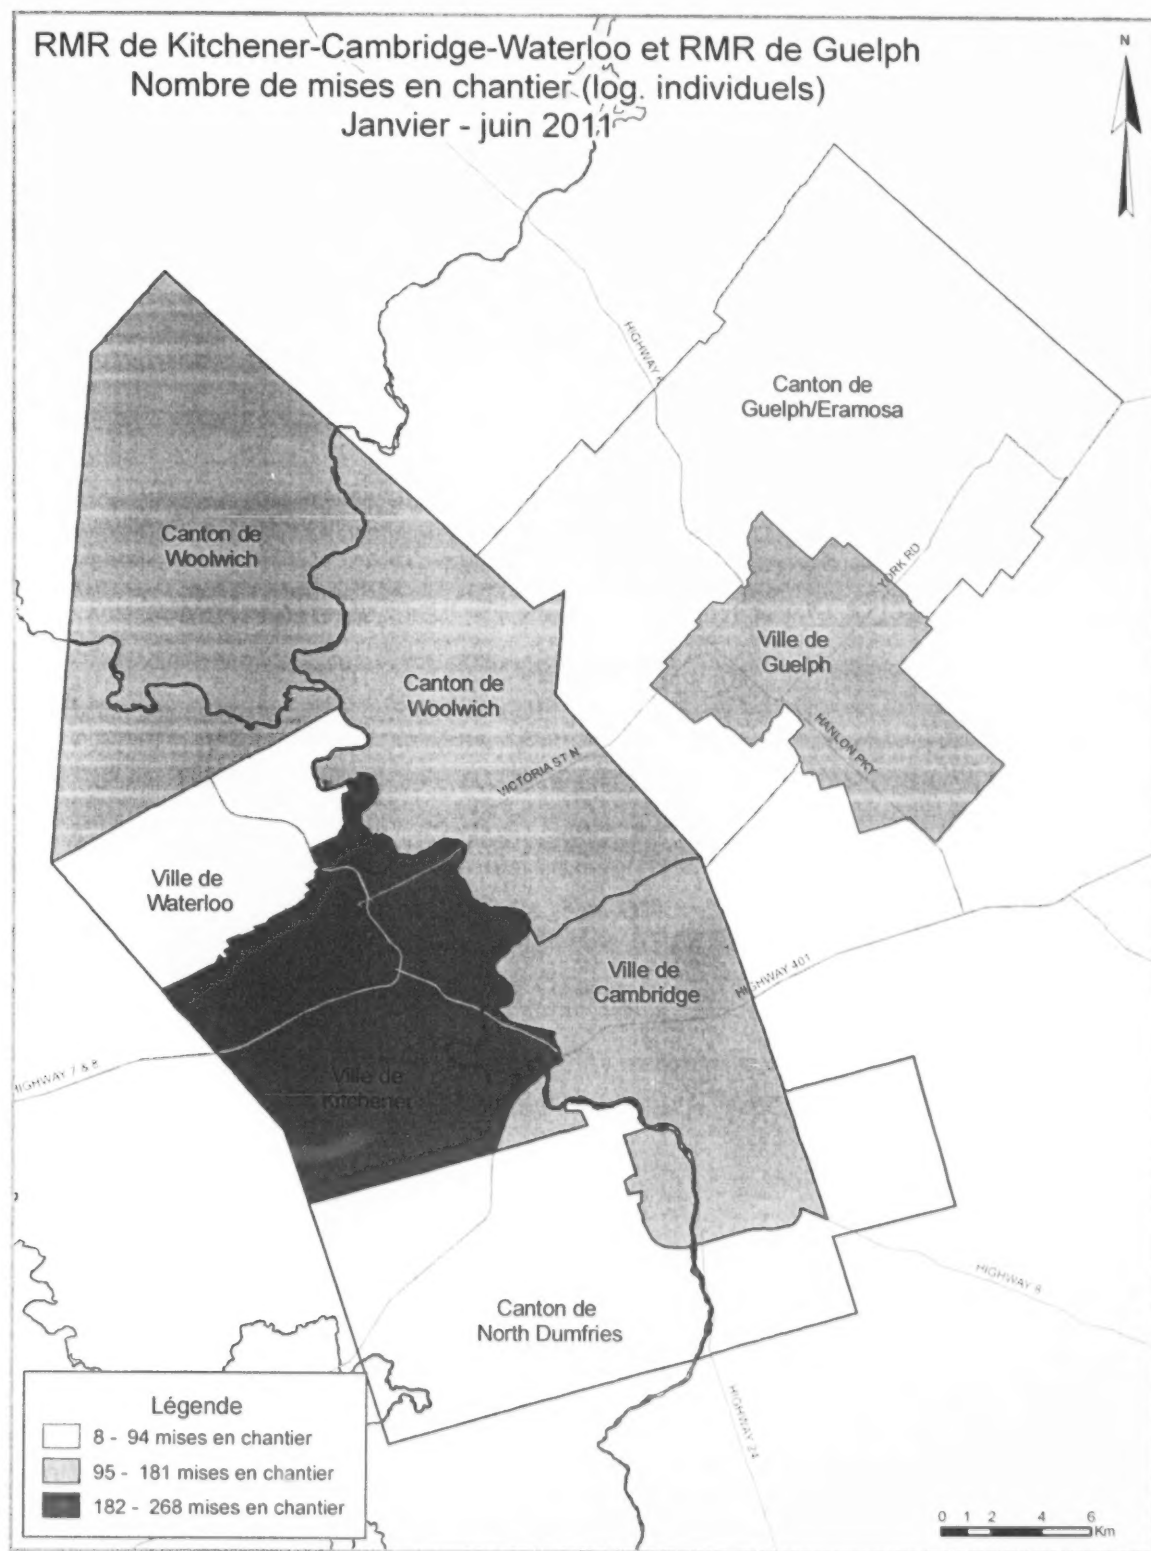 RMR de Kitchener-Cambridge-Waterloo et RMR de Guelph
Nombre de mises en chantier (log. individuels)
Janvier - juin 2011
N
HIGHWAY
Canton de
Guelph/Eramosa
Canton de
Woolwich
YORK RD
Ville de
Guelph
Canton de
Woolwich
HANLON PKY
VICTORIA ST N
Ville de
Waterloo
Ville de
Cambridge
HIGHWAY 401
HIGHWAY 7 & 8
Ville de
Kitchener
HIGHWAY 8
Canton de
North Dumfries
HIGHWAY 24
Légende
8 - 94 mises en chantier
95 - 181 mises en chantier
182 - 268 mises en chantier
0 1 2 4 6
Km